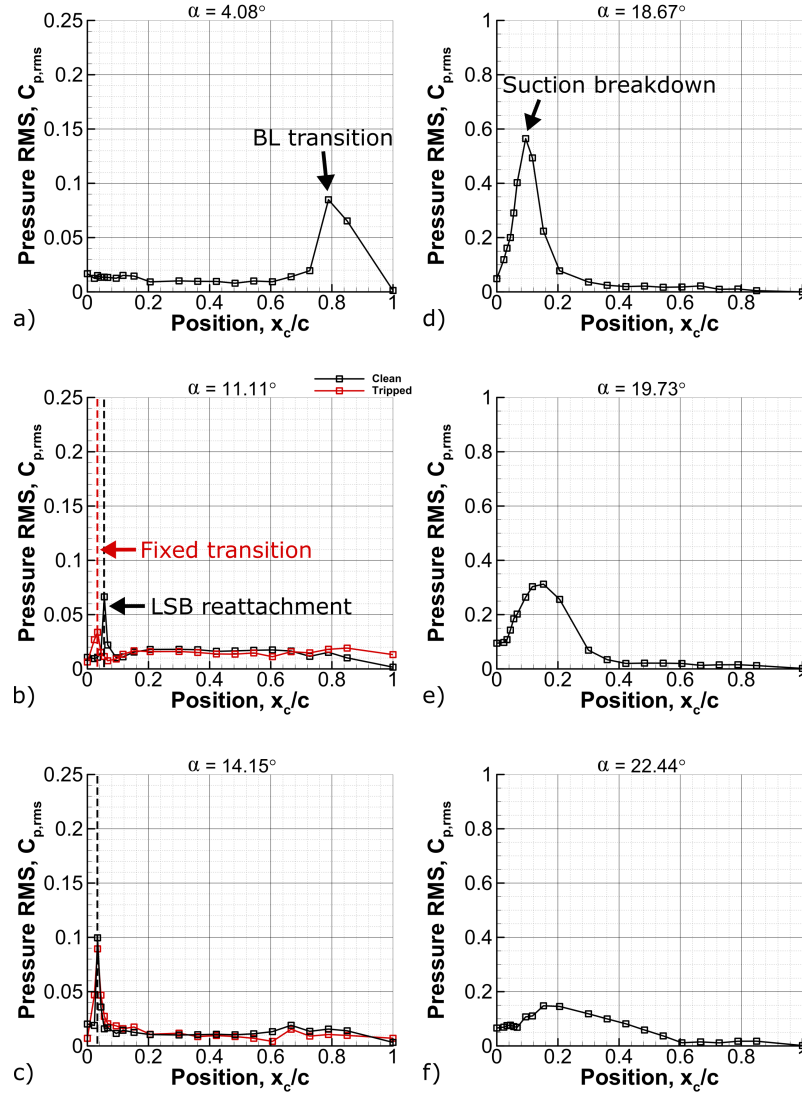 α = 4.08°
0.25
0.2
0.15
0.1
0.05
0
Pressure RMS, Cp,rms
BL transition
0 0.2 0.4 0.6 0.8 1
Position, xc/c
a)
α = 18.67°
1
0.8
0.6
0.4
0.2
0
Pressure RMS, Cp,rms
Suction breakdown
0 0.2 0.4 0.6 0.8 1
Position, xc/c
d)
α = 11.11°
Clean
Tripped
0.25
0.2
0.15
0.1
0.05
0
Pressure RMS, Cp,rms
Fixed transition
LSB reattachment
0 0.2 0.4 0.6 0.8 1
Position, xc/c
b)
α = 19.73°
1
0.8
0.6
0.4
0.2
0
Pressure RMS, Cp,rms
0 0.2 0.4 0.6 0.8 1
Position, xc/c
e)
α = 14.15°
0.25
0.2
0.15
0.1
0.05
0
Pressure RMS, Cp,rms
0 0.2 0.4 0.6 0.8 1
Position, xc/c
c)
α = 22.44°
1
0.8
0.6
0.4
0.2
0
Pressure RMS, Cp,rms
0 0.2 0.4 0.6 0.8 1
Position, xc/c
f)